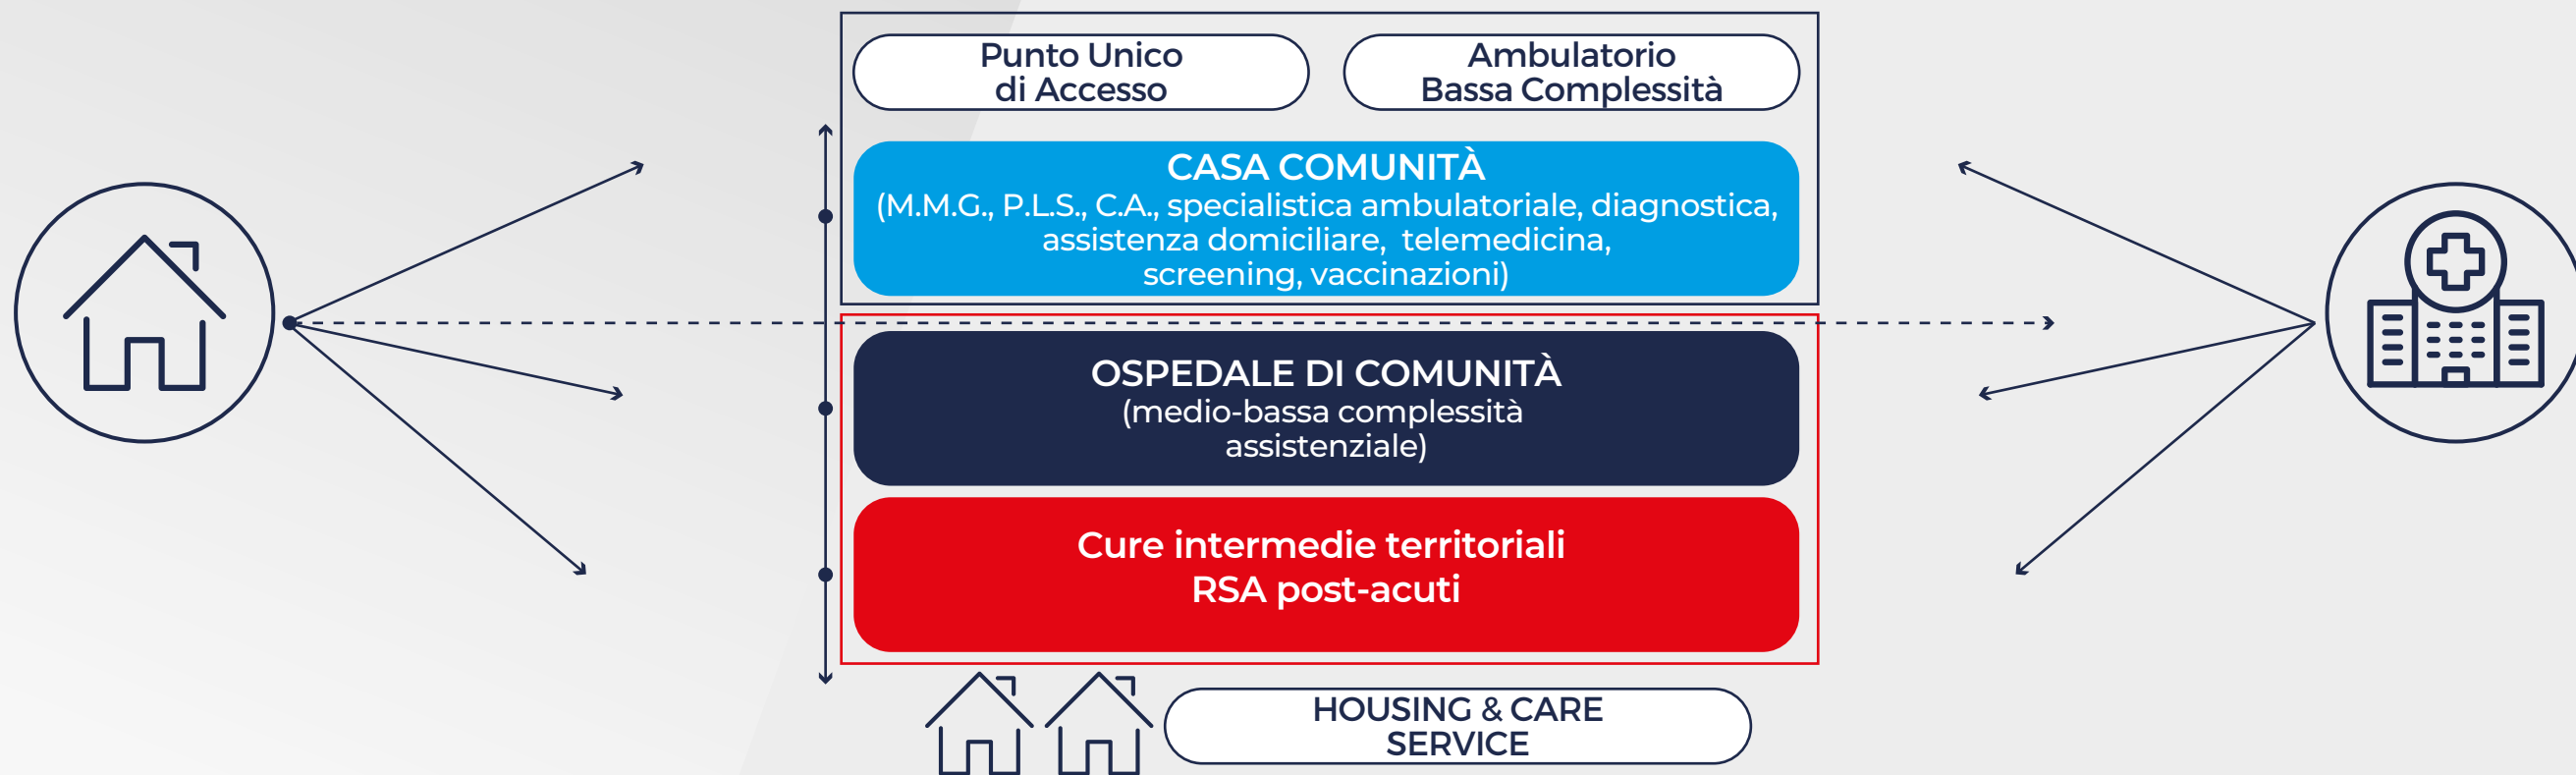 Punto Unico
di Accesso
Ambulatorio
Bassa Complessità
CASA COMUNITÀ
(M.M.G., P.L.S., C.A., specialistica ambulatoriale, diagnostica,
assistenza domiciliare, telemedicina,
screening, vaccinazioni)
OSPEDALE DI COMUNITÀ
(medio-bassa complessità
assistenziale)
Cure intermedie territoriali
RSA post-acuti
HOUSING & CARE
SERVICE